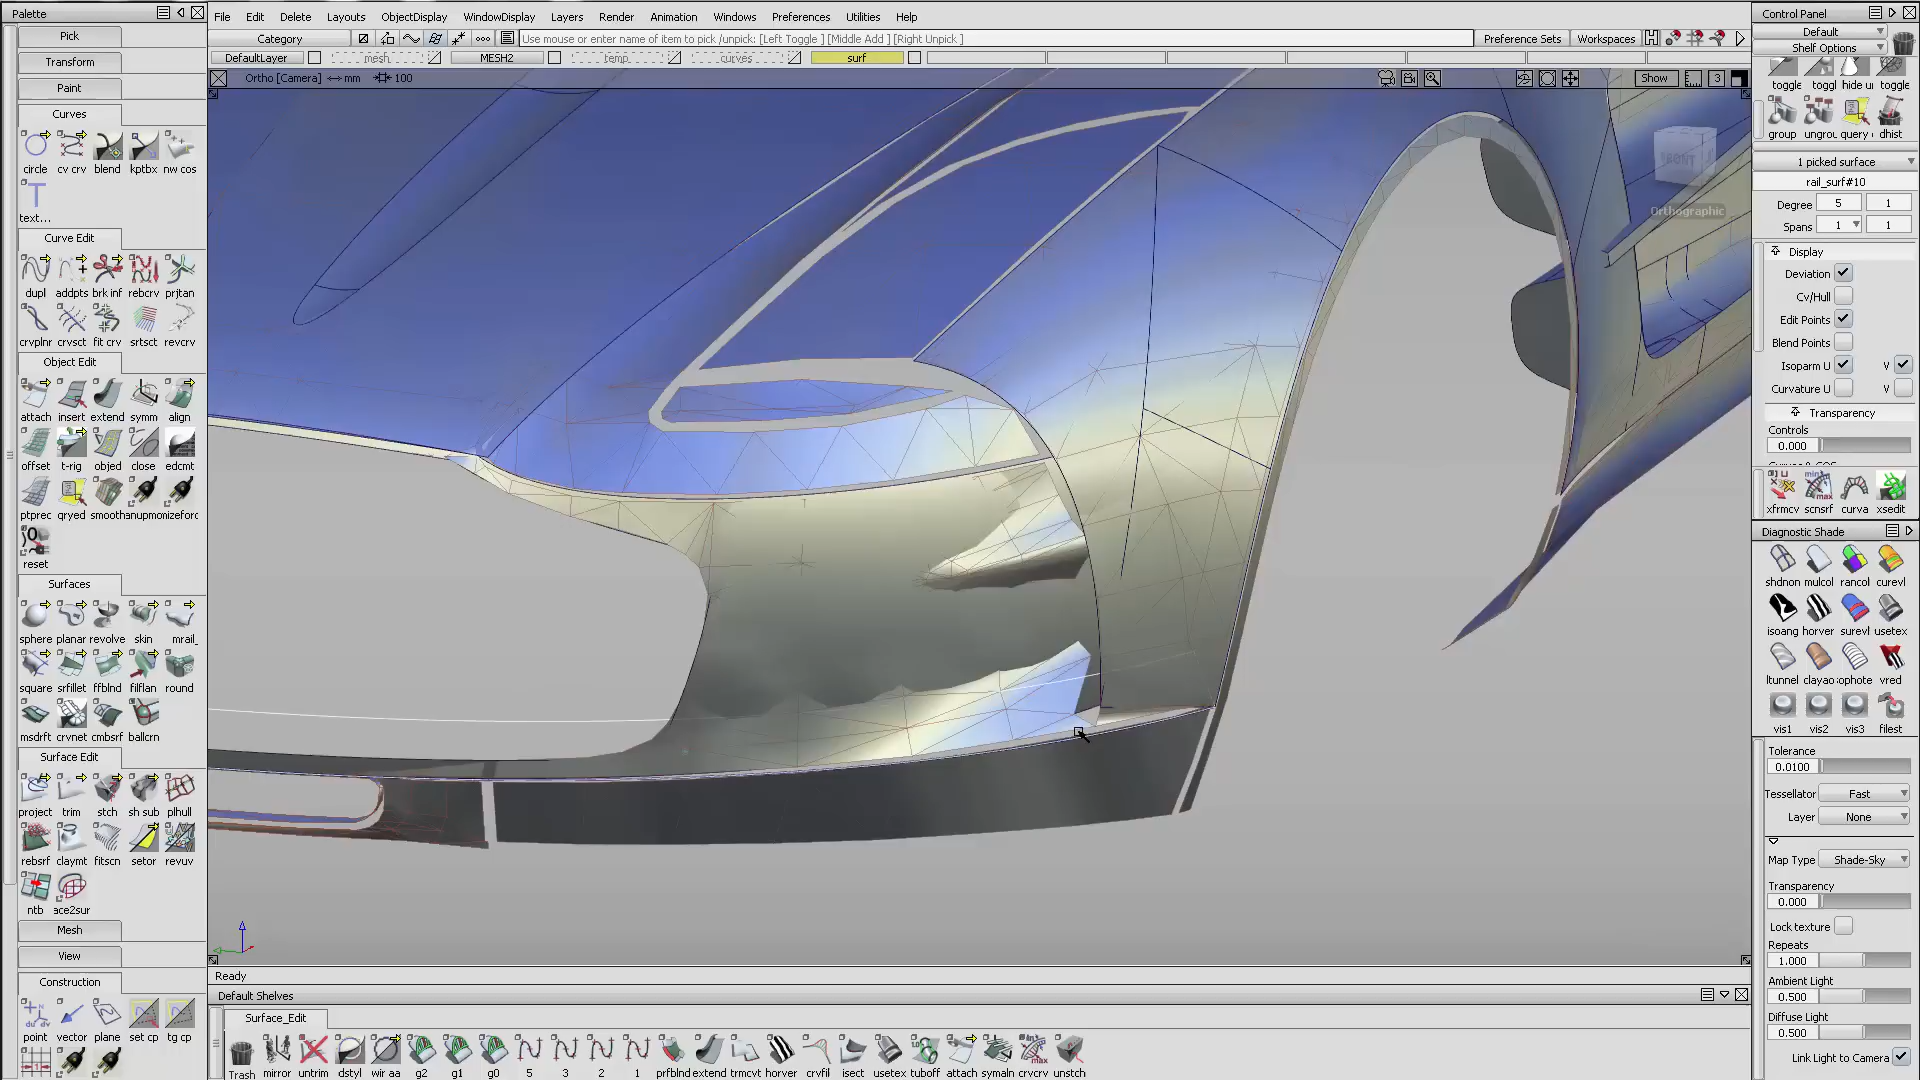 Palette
File Edit Delete Layouts ObjectDisplay WindowDisplay Layers Render Animation Windows Preferences Utilities Help
Control Panel
Pick
Category
Use mouse or enter name of item to pick /unpick: [Left Toggle ] [Middle Add ] [Right Unpick ]
Preference Sets
Workspaces
Default
Shelf Options
Transform
DefaultLayer
mesh
MESH2
temp
curves
surf
Paint
Ortho [Camera]
mm
100
Show
3
toggle
hide u
toggle
Curves
circle cv crv blend kptbx nw cos
text...
group
query
dhist
1 picked surface
rail_surf#10
Degree 5 1
Spans 1 1
Orthographic
Curve Edit
dupl addpts brk inf rebcrv prjtan
crvplnr crvsct fit crv srtsct revcrv
Display
Deviation
Cv/Hull
Edit Points
Blend Points
Isoparm U V
Curvature U V
Transparency
Controls
0.000
Object Edit
attach insert extend symm align
offset t-rig objed close edcmt
ptprec qryed
reset
xfrmcv scnsrf curva xsedit
Diagnostic Shade
shdnon mulcol rancol curevl
isoang horver surevl usetex
ltunnel clayao vred
vis1 vis2 vis3 filest
Surfaces
sphere planar revolve skin mrail_
square srfillet ffblnd filflan round
msdrft crvnet cmbsrf ballcrn
Surface Edit
project trim stch sh sub plhull
rebsrf claymt fitscn setor revuv
ntb
Tolerance
0.0100
Tessellator Fast
Layer None
Map Type Shade-Sky
Transparency
0.000
Lock texture
Repeats
1.000
Ambient Light
0.500
Diffuse Light
0.500
Link Light to Camera
Mesh
View
Construction
point vector plane set cp tg cp
Ready
Default Shelves
Surface_Edit
Trash mirror untrim dstyl wir aa g2 g1 g0 5 3 2 1 prfblnd extend trmcvt horver crvfil isect usetex tuboff attach symaln crvcrv unstch